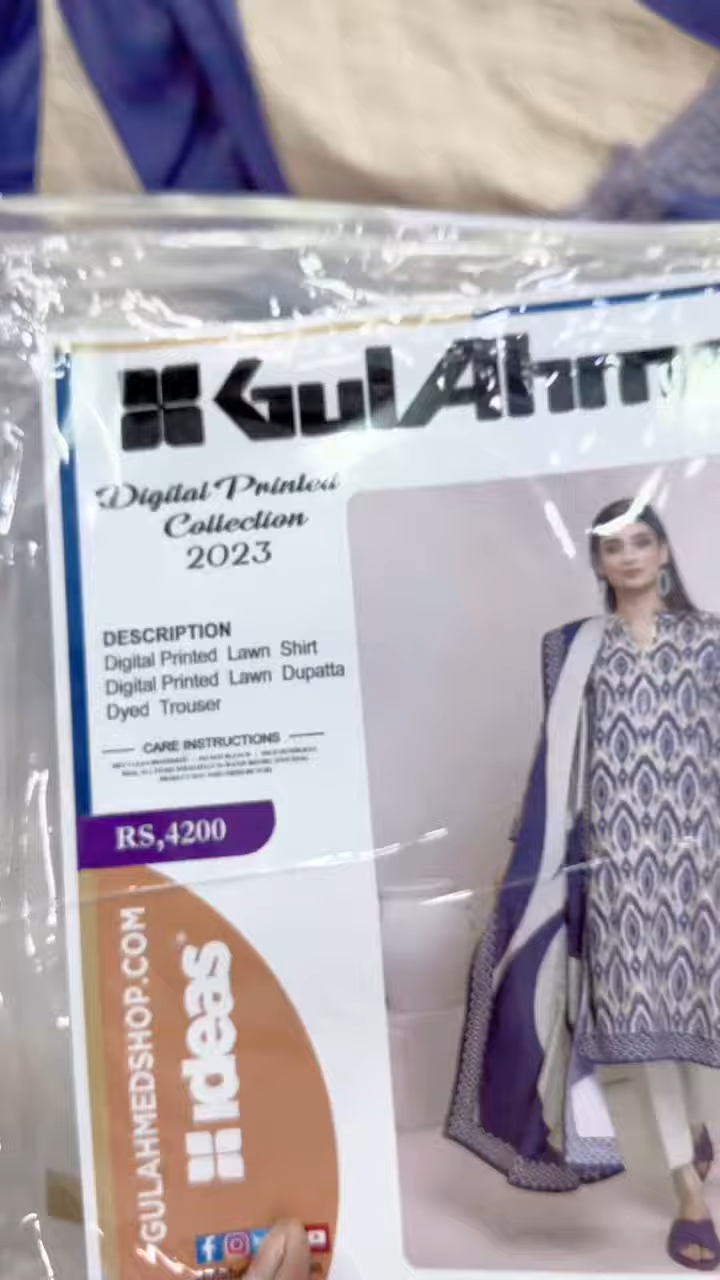 GulAhm
Digital Printed
Collection
2023
DESCRIPTION
Digital Printed Lawn Shirt
Digital Printed Lawn Dupatta
Dyed Trouser
CARE INSTRUCTIONS
RS,4200
GULAHMEDSHOP.COM
ideas